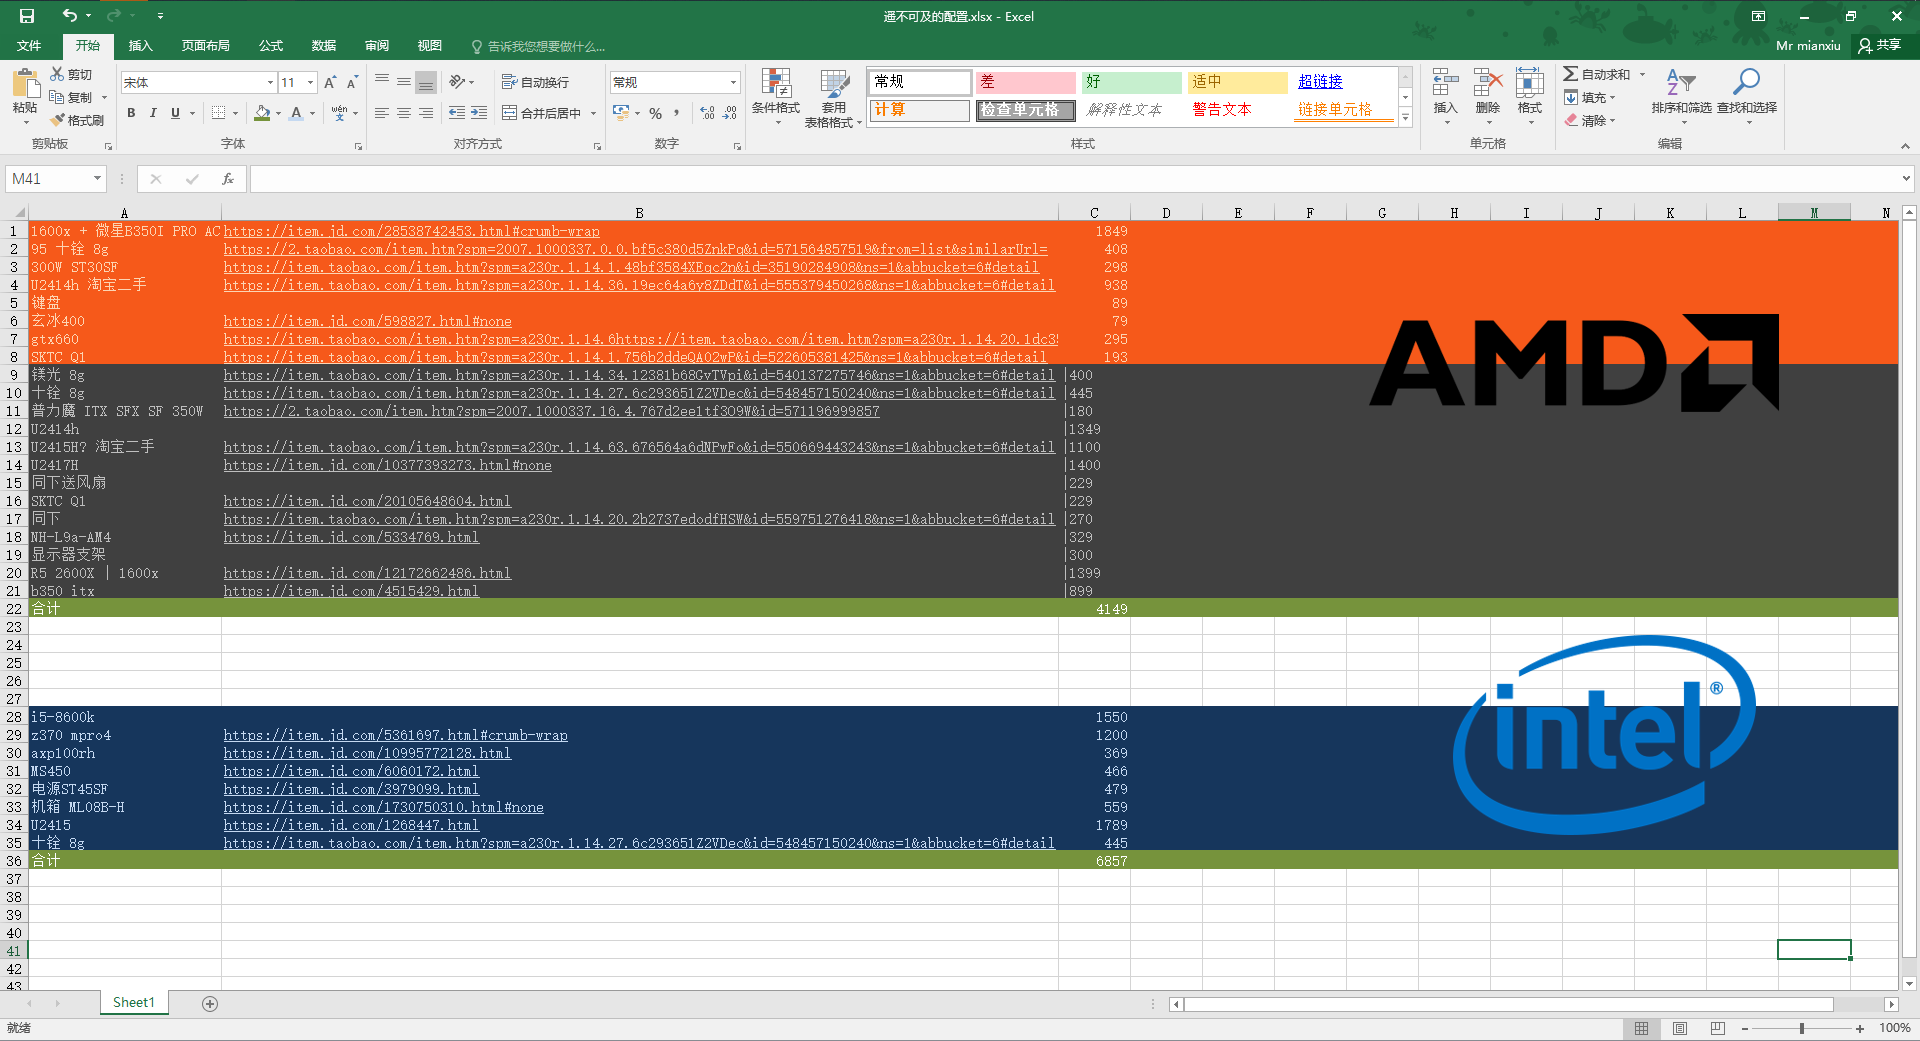 遥不可及的配置.xlsx - Excel
文件 开始 插入 页面布局 公式 数据 审阅 视图 告诉我您想要做什么... Mr mianxiu 共享
粘贴 剪切 复制 格式刷 剪贴板
宋体 11 B I U 字体
自动换行 合并后居中 对齐方式
常规 % 数字
条件格式 套用表格格式
常规 差 好 适中 超链接
计算 检查单元格 解释性文本 警告文本 链接单元格
样式
插入 删除 格式 单元格
自动求和 填充 清除 排序和筛选 查找和选择 编辑
M41 fx
A B C D E F G H I J K L M N
1 1600x + 微星B350I PRO AC https://item.jd.com/28538742453.html#crumb-wrap 1849
2 95 十铨 8g https://2.taobao.com/item.htm?spm=2007.1000337.0.0.bf5c380d5ZnkPq&id=571564857519&from=list&similarUrl= 408
3 300W ST30SF https://item.taobao.com/item.htm?spm=a230r.1.14.1.48bf3584XEqc2n&id=35190284908&ns=1&abbucket=6#detail 298
4 U2414h 淘宝二手 https://item.taobao.com/item.htm?spm=a230r.1.14.36.19ec64a6y8ZDdT&id=555379450268&ns=1&abbucket=6#detail 938
5 键盘 89
6 玄冰400 https://item.jd.com/598827.html#none 79
7 gtx660 https://item.taobao.com/item.htm?spm=a230r.1.14.6https://item.taobao.com/item.htm?spm=a230r.1.14.20.1dc35 295
8 SKTC Q1 https://item.taobao.com/item.htm?spm=a230r.1.14.1.756b2ddeQA02wP&id=522605381425&ns=1&abbucket=6#detail 193
9 镁光 8g https://item.taobao.com/item.htm?spm=a230r.1.14.34.12381b68GvTVpi&id=540137275746&ns=1&abbucket=6#detail |400
10 十铨 8g https://item.taobao.com/item.htm?spm=a230r.1.14.27.6c293651Z2VDec&id=548457150240&ns=1&abbucket=6#detail |445
11 普力魔 ITX SFX SF 350W https://2.taobao.com/item.htm?spm=2007.1000337.16.4.767d2ee1tf3O9W&id=571196999857 |180
12 U2414h |1349
13 U2415H? 淘宝二手 https://item.taobao.com/item.htm?spm=a230r.1.14.63.676564a6dNPwFo&id=550669443243&ns=1&abbucket=6#detail |1100
14 U2417H https://item.jd.com/10377393273.html#none |1400
15 同下送风扇 |229
16 SKTC Q1 https://item.jd.com/20105648604.html |229
17 同下 https://item.taobao.com/item.htm?spm=a230r.1.14.20.2b2737edodfHSW&id=559751276418&ns=1&abbucket=6#detail |270
18 NH-L9a-AM4 https://item.jd.com/5334769.html |329
19 显示器支架 |300
20 R5 2600X | 1600x https://item.jd.com/12172662486.html |1399
21 b350 itx https://item.jd.com/4515429.html |899
22 合计 4149
AMD
23
24
25
26
27
28 i5-8600k 1550
29 z370 mpro4 https://item.jd.com/5361697.html#crumb-wrap 1200
30 axp100rh https://item.jd.com/10995772128.html 369
31 MS450 https://item.jd.com/6060172.html 466
32 电源ST45SF https://item.jd.com/3979099.html 479
33 机箱 ML08B-H https://item.jd.com/1730750310.html#none 559
34 U2415 https://item.jd.com/1268447.html 1789
35 十铨 8g https://item.taobao.com/item.htm?spm=a230r.1.14.27.6c293651Z2VDec&id=548457150240&ns=1&abbucket=6#detail 445
36 合计 6857
intel®
37
38
39
40
41
42
43
Sheet1
就绪 100%